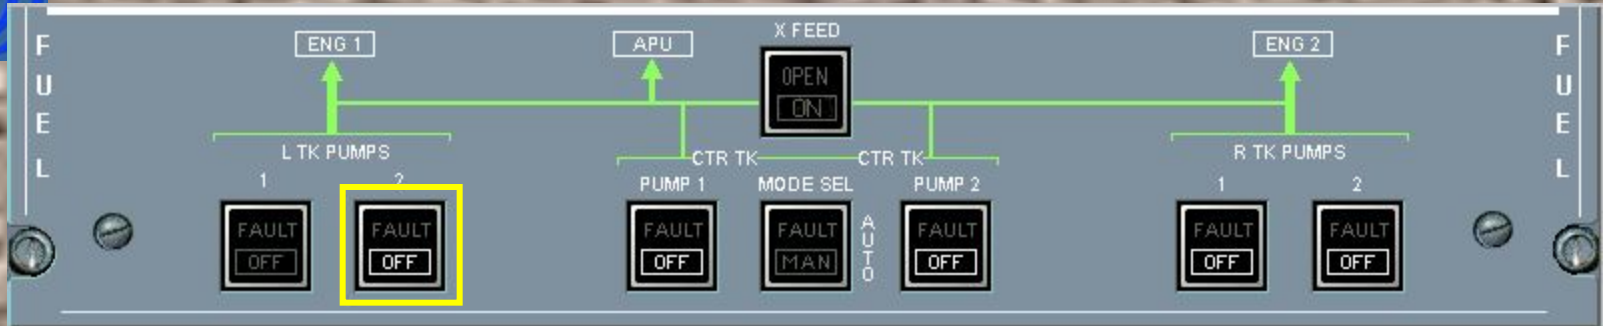 FUEL
ENG 1
APU
X FEED
OPEN
ON
ENG 2
FUEL
L TK PUMPS
CTR TK
CTR TK
R TK PUMPS
1
2
PUMP 1
MODE SEL
PUMP 2
1
2
FAULT
OFF
FAULT
OFF
FAULT
OFF
FAULT
MAN
AUTO
FAULT
OFF
FAULT
OFF
FAULT
OFF